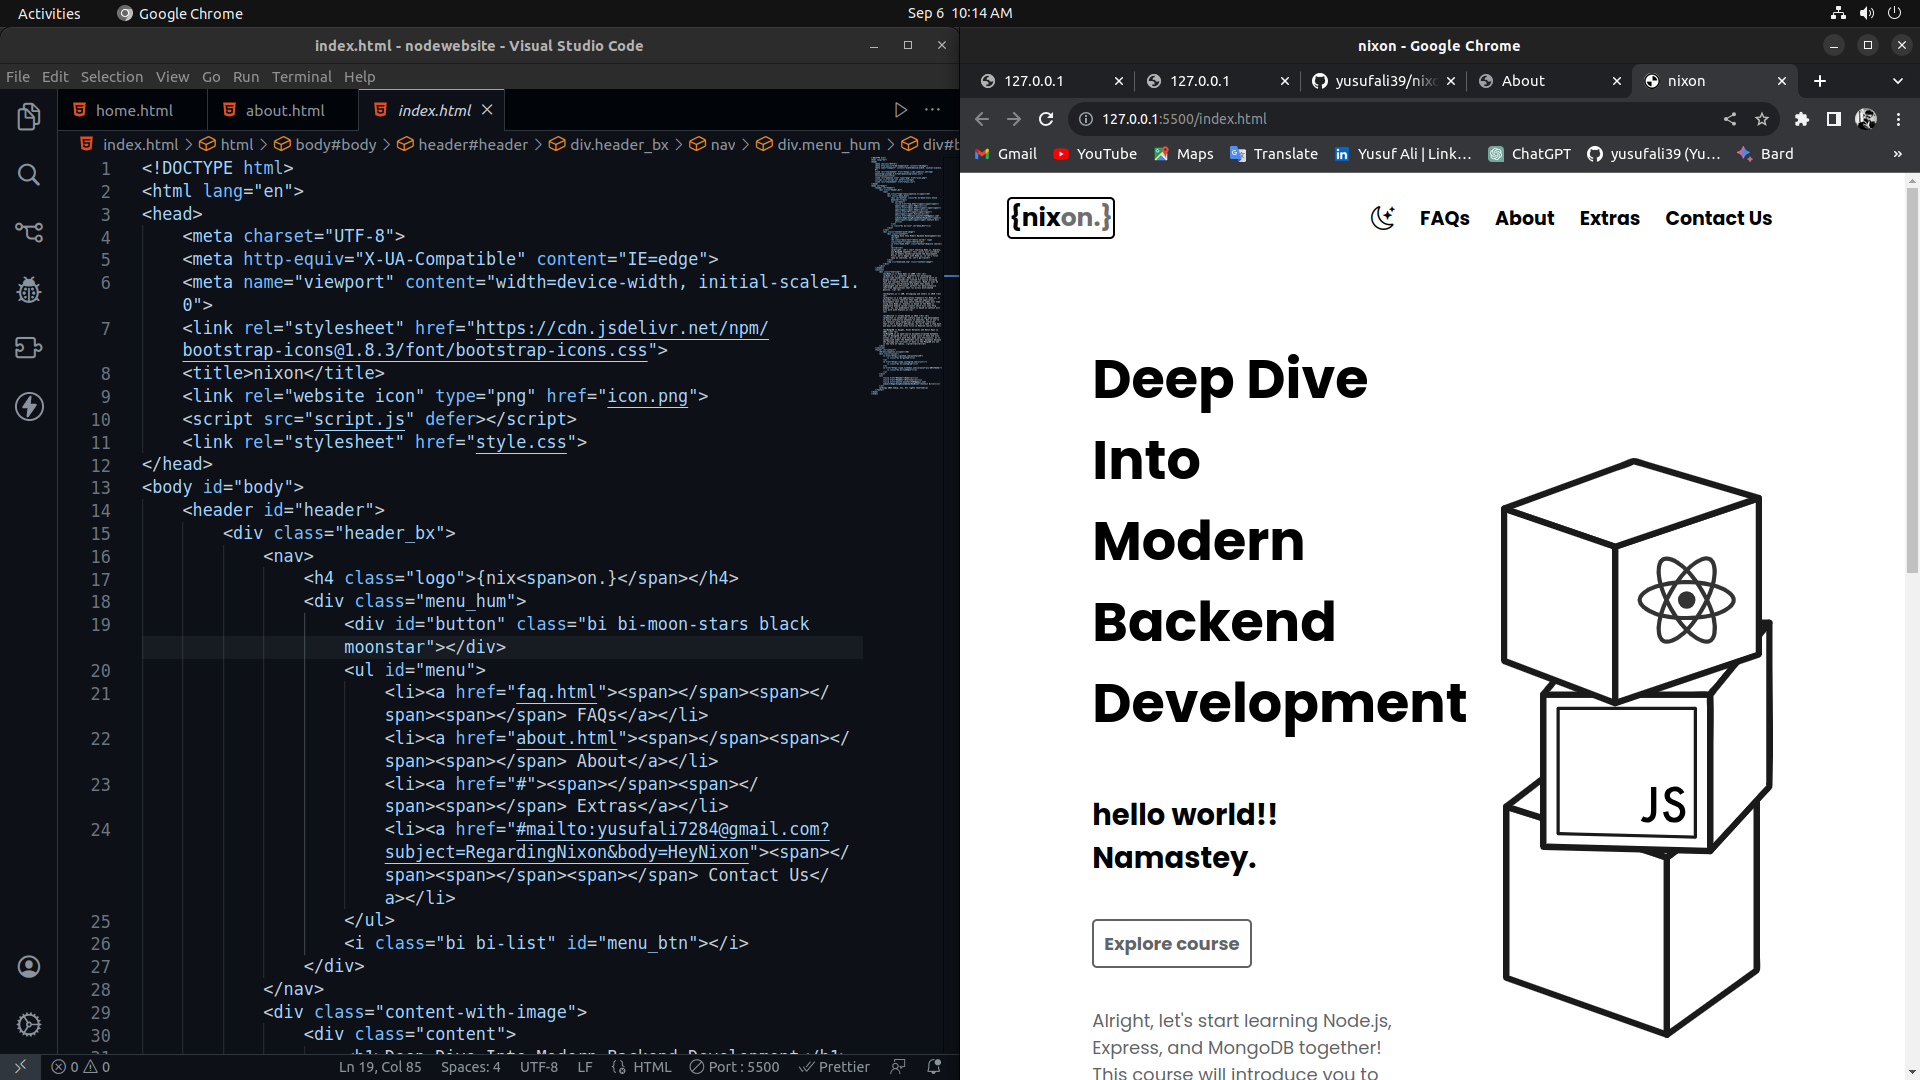 Activities
Google Chrome
Sep 6 10:14 AM
index.html - nodewebsite - Visual Studio Code
File Edit Selection View Go Run Terminal Help
home.html
about.html
index.html
index.html > html > body#body > header#header > div.header_bx > nav > div.menu_hum > div#b
1 <!DOCTYPE html>
2 <html lang="en">
3 <head>
4 <meta charset="UTF-8">
5 <meta http-equiv="X-UA-Compatible" content="IE=edge">
6 <meta name="viewport" content="width=device-width, initial-scale=1.
0">
7 <link rel="stylesheet" href="https://cdn.jsdelivr.net/npm/
bootstrap-icons@1.8.3/font/bootstrap-icons.css">
8 <title>nixon</title>
9 <link rel="website icon" type="png" href="icon.png">
10 <script src="script.js" defer></script>
11 <link rel="stylesheet" href="style.css">
12 </head>
13 <body id="body">
14 <header id="header">
15 <div class="header_bx">
16 <nav>
17 <h4 class="logo">{nix<span>on.}</span></h4>
18 <div class="menu_hum">
19 <div id="button" class="bi bi-moon-stars black
moonstar"></div>
20 <ul id="menu">
21 <li><a href="faq.html"><span></span><span></
span><span></span> FAQs</a></li>
22 <li><a href="about.html"><span></span><span></
span><span></span> About</a></li>
23 <li><a href="#"><span></span><span></
span><span></span> Extras</a></li>
24 <li><a href="#mailto:yusufali7284@gmail.com?
subject=RegardingNixon&body=HeyNixon"><span></
span><span></span><span></span> Contact Us</
a></li>
25 </ul>
26 <i class="bi bi-list" id="menu_btn"></i>
27 </div>
28 </nav>
29 <div class="content-with-image">
30 <div class="content">
0 0
Ln 19, Col 85 Spaces: 4 UTF-8 LF HTML Port : 5500 Prettier
nixon - Google Chrome
127.0.0.1
127.0.0.1
yusufali39/nixo
About
nixon
127.0.0.1:5500/index.html
Gmail YouTube Maps Translate Yusuf Ali | Link... ChatGPT yusufali39 (Yu... Bard »
{nixon.}
FAQs About Extras Contact Us
Deep Dive
Into
Modern
Backend
Development
JS
hello world!!
Namastey.
Explore course
Alright, let's start learning Node.js,
Express, and MongoDB together!
This course will introduce you to